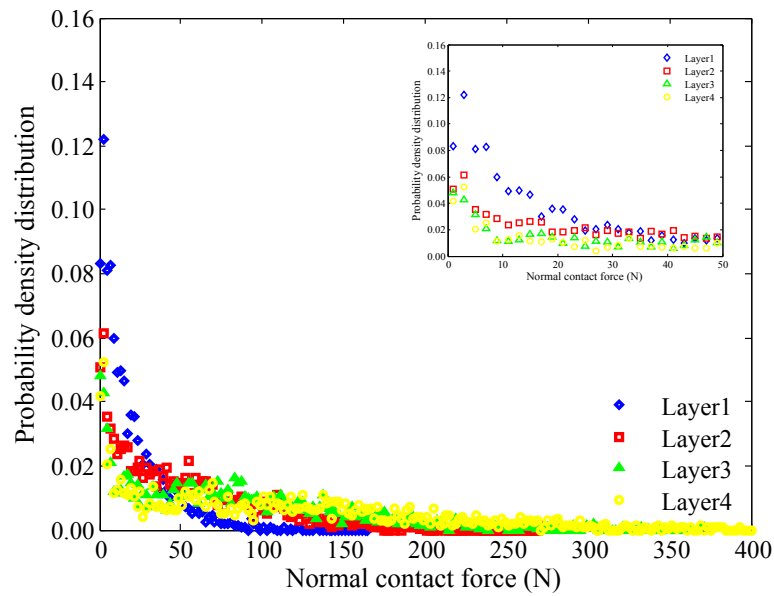 0.16
0.14
0.12
0.10
0.08
0.06
0.04
0.02
0.00
Probability density distribution
0 50 100 150 200 250 300 350 400
Normal contact force (N)
Layer1
Layer2
Layer3
Layer4
0.16
0.14
0.12
0.10
0.08
0.06
0.04
0.02
0.00
Probability density distribution
0 10 20 30 40 50
Normal contact force (N)
Layer1
Layer2
Layer3
Layer4